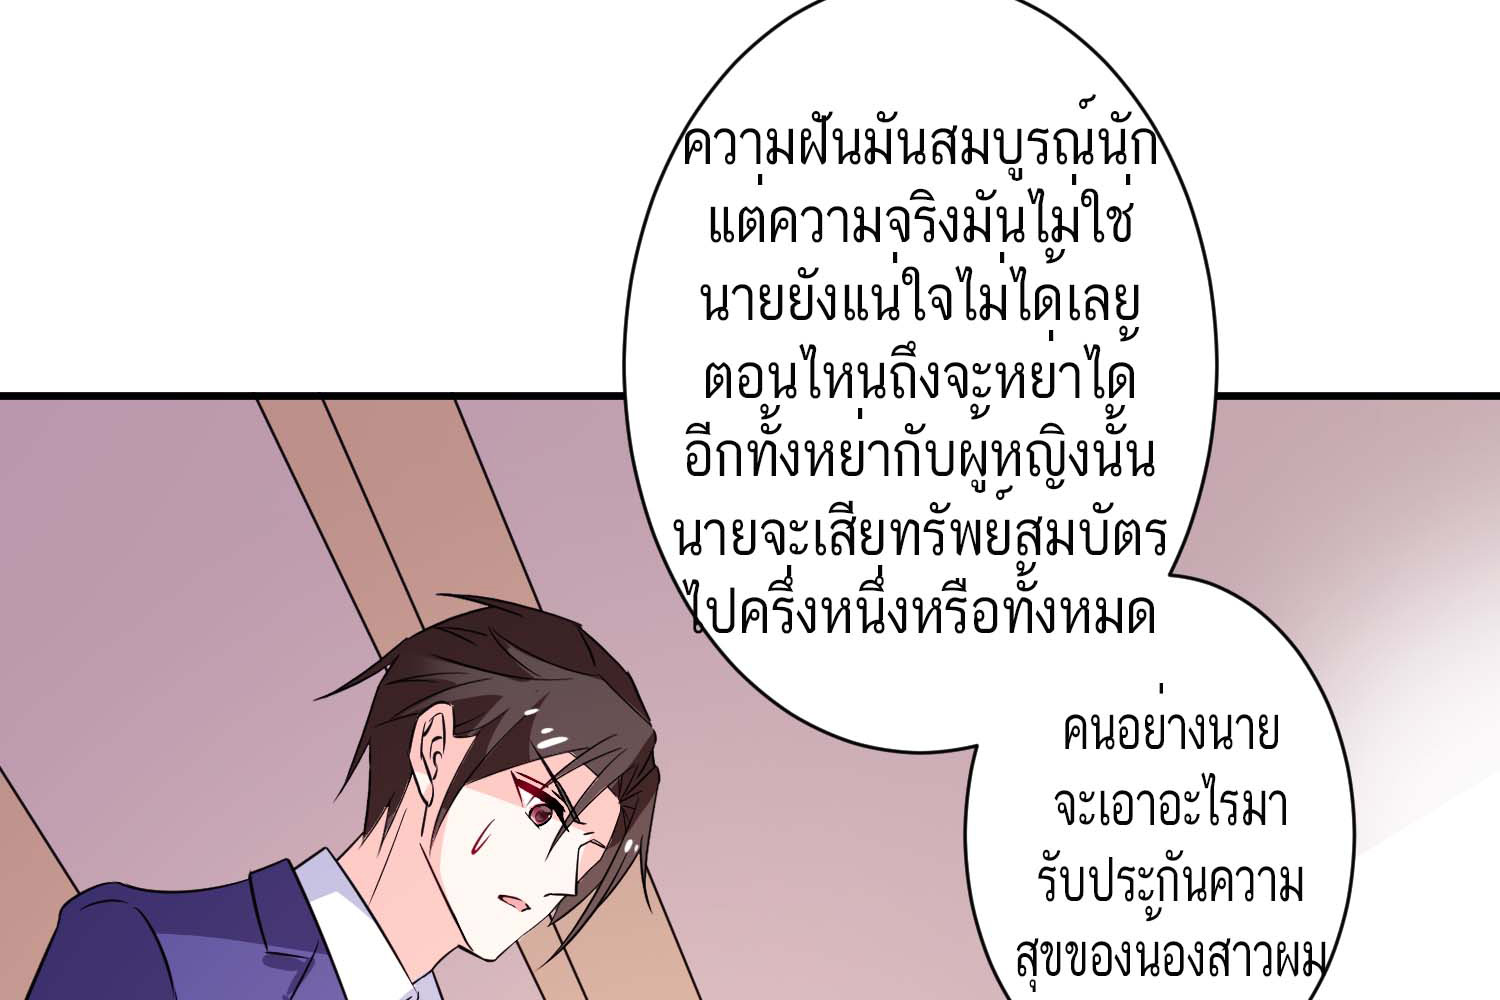 ความฝันมันสมบูรณ์นัก
แต่ความจริงมันไม่ใช่
นายยังแน่ใจไม่ได้เลย
ตอนไหนถึงจะหย่าได้
อีกทั้งหย่ากับผู้หญิงนั้น
นายจะเสียทรัพย์สมบัตร
ไปครึ่งหนึ่งหรือทั้งหมด
คนอย่างนาย
จะเอาอะไรมา
รับประกันความ
สุขของน้องสาวผม